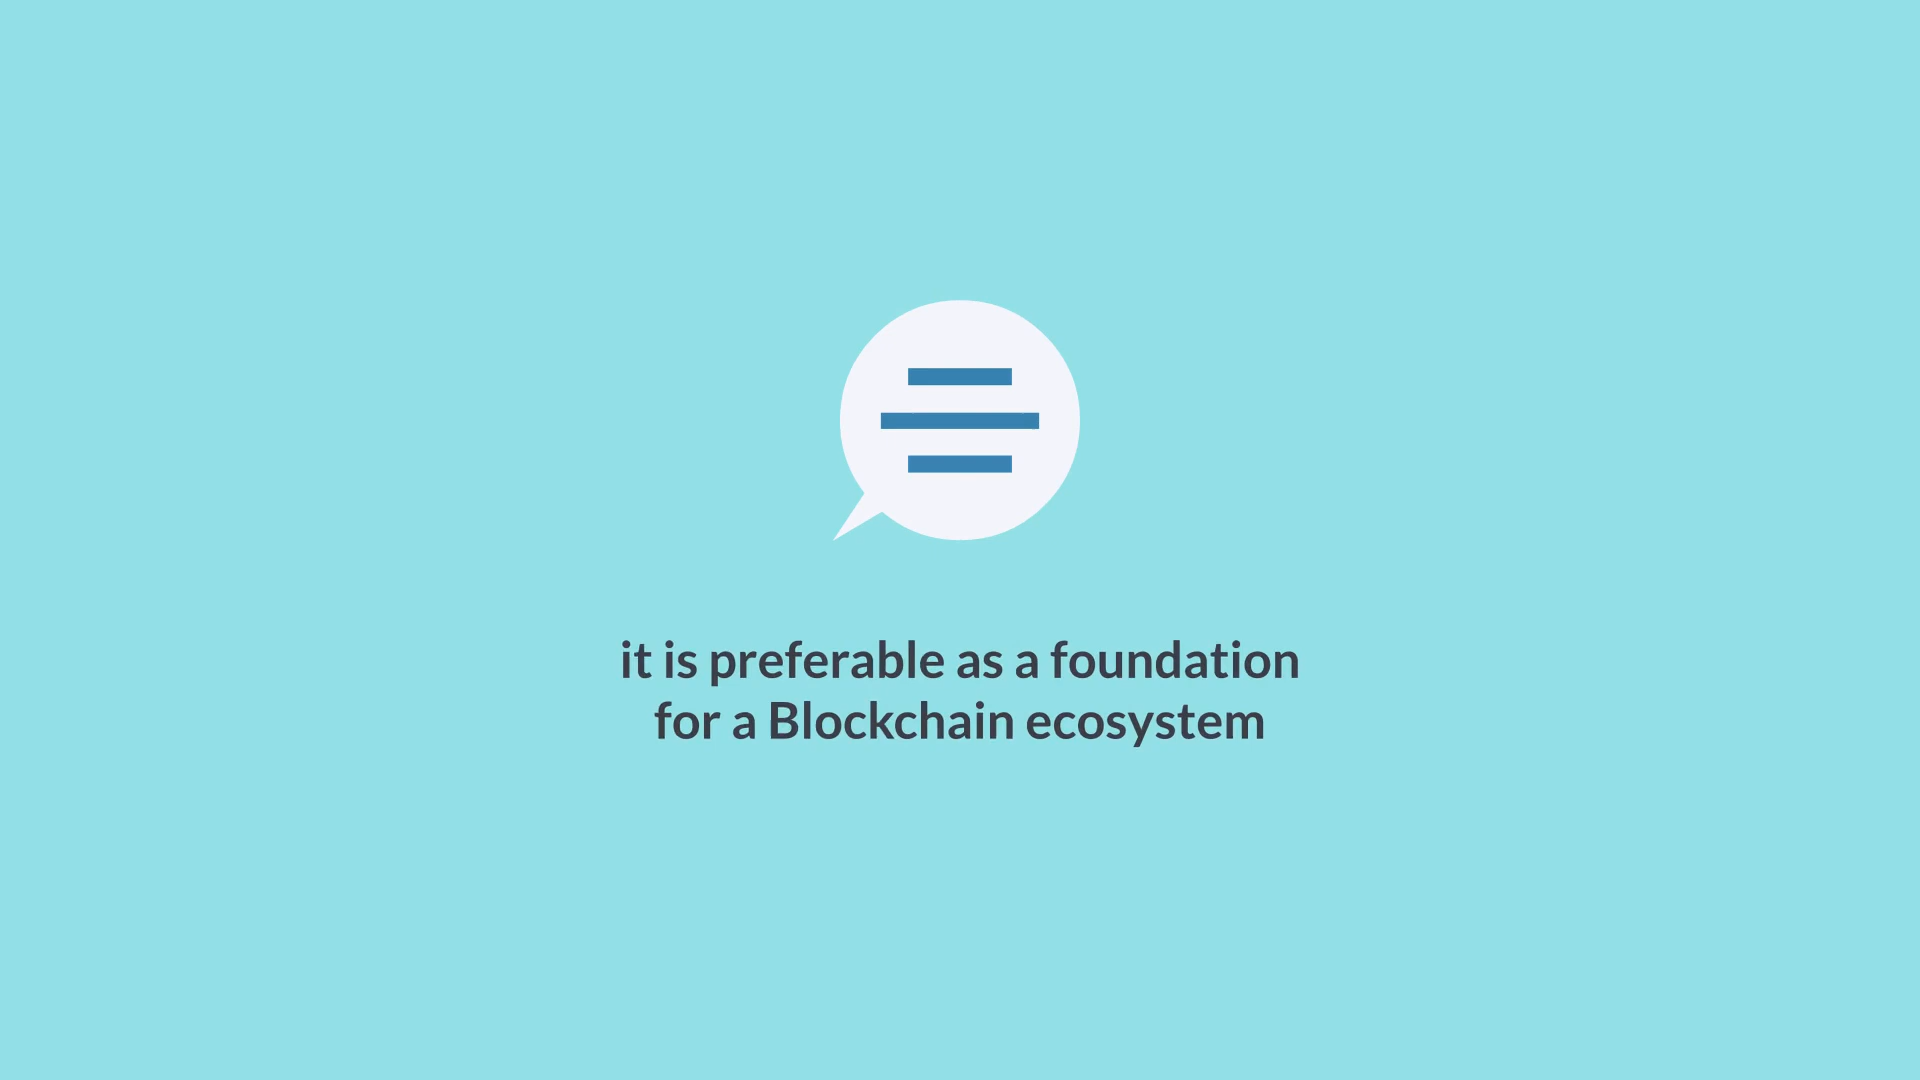 it is preferable as a foundation
for a Blockchain ecosystem